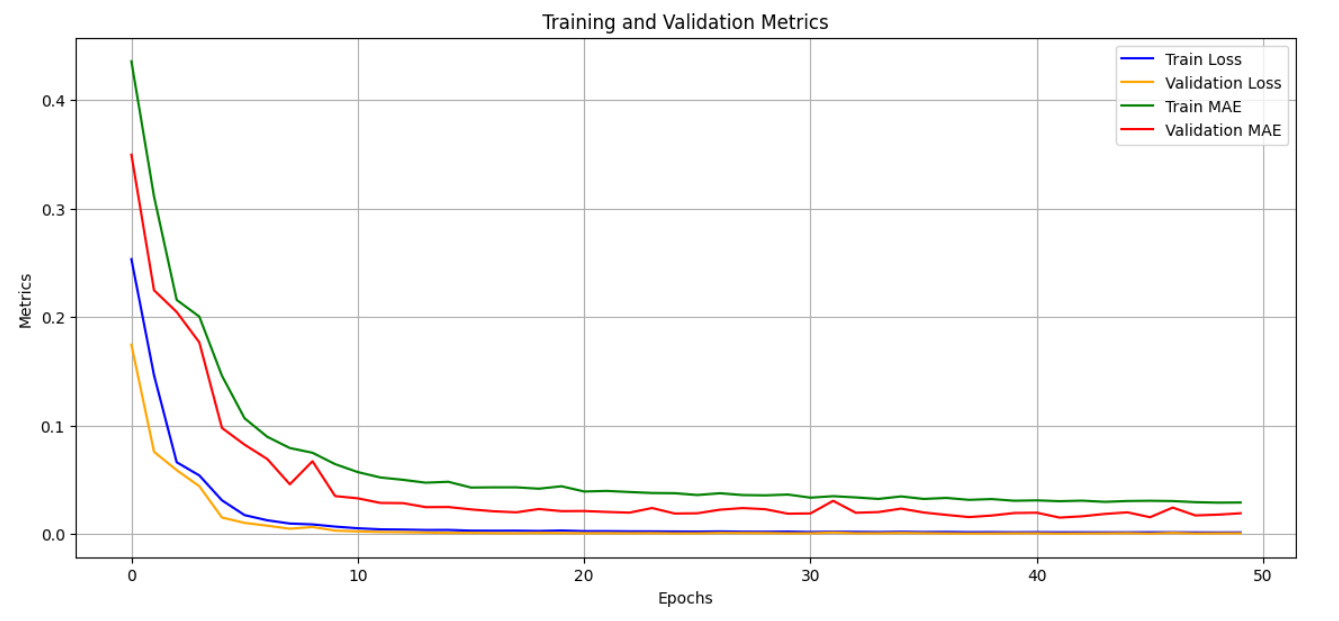 Training and Validation Metrics
Train Loss
Validation Loss
Train MAE
Validation MAE
0.4
0.3
0.2
0.1
0.0
Metrics
0 10 20 30 40 50
Epochs